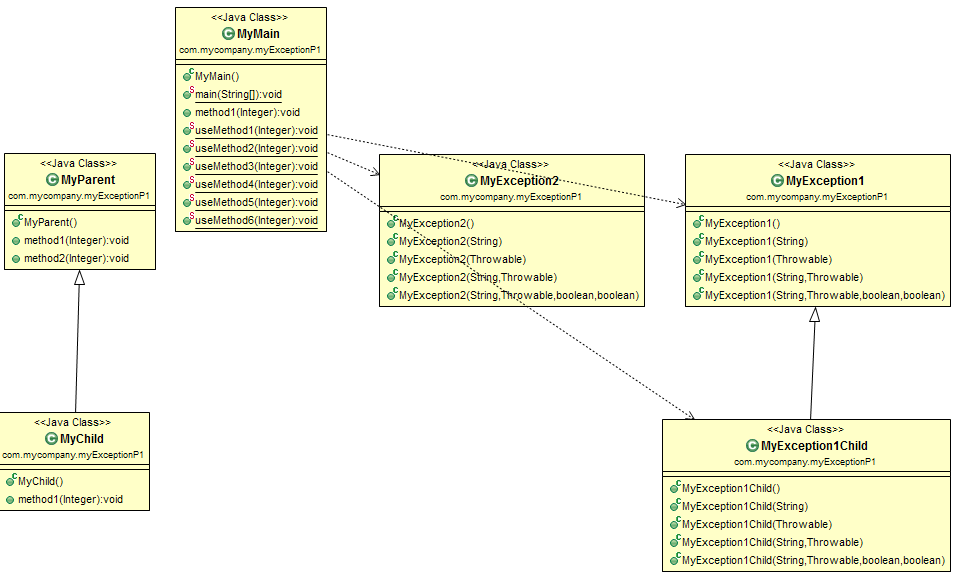 <<Java Class>>
MyMain
com.mycompany.myExceptionP1
MyMain()
main(String[]):void
method1(Integer):void
useMethod1(Integer):void
useMethod2(Integer):void
useMethod3(Integer):void
useMethod4(Integer):void
useMethod5(Integer):void
useMethod6(Integer):void
<<Java Class>>
MyParent
com.mycompany.myExceptionP1
MyParent()
method1(Integer):void
method2(Integer):void
<<Java Class>>
MyException2
com.mycompany.myExceptionP1
MyException2()
MyException2(String)
MyException2(Throwable)
MyException2(String,Throwable)
MyException2(String,Throwable,boolean,boolean)
<<Java Class>>
MyException1
com.mycompany.myExceptionP1
MyException1()
MyException1(String)
MyException1(Throwable)
MyException1(String,Throwable)
MyException1(String,Throwable,boolean,boolean)
<<Java Class>>
MyChild
com.mycompany.myExceptionP1
MyChild()
method1(Integer):void
<<Java Class>>
MyException1Child
com.mycompany.myExceptionP1
MyException1Child()
MyException1Child(String)
MyException1Child(Throwable)
MyException1Child(String,Throwable)
MyException1Child(String,Throwable,boolean,boolean)